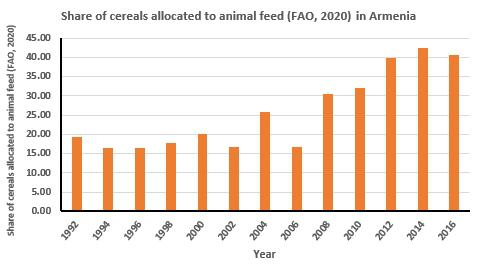 Share of cereals allocated to animal feed (FAO, 2020) in Armenia
Share of cereals allocated to animal feed (FAO, 2020)
45.00
40.00
35.00
30.00
25.00
20.00
15.00
10.00
5.00
0.00
1992 1994 1996 1998 2000 2002 2004 2006 2008 2010 2012 2014 2016
Year